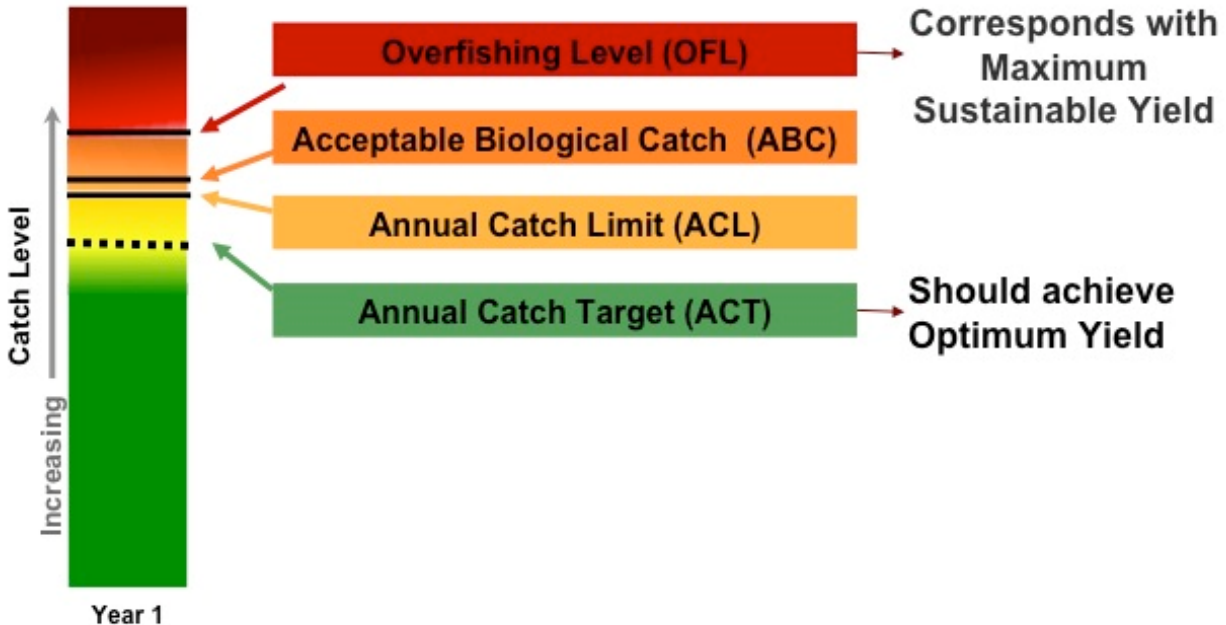 Overfishing Level (OFL)
Corresponds with
Maximum
Sustainable Yield
Acceptable Biological Catch (ABC)
Annual Catch Limit (ACL)
Annual Catch Target (ACT)
Should achieve
Optimum Yield
Catch Level
Increasing
Year 1